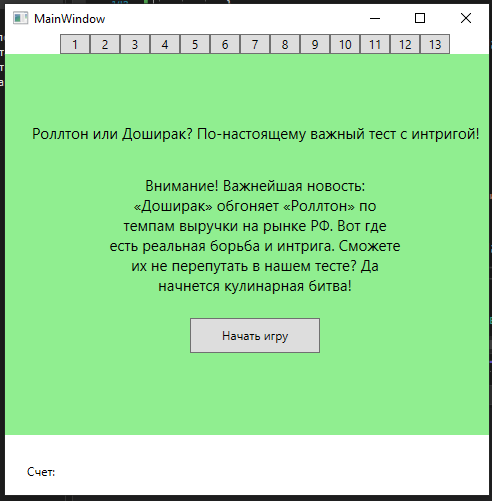 MainWindow
1 2 3 4 5 6 7 8 9 10 11 12 13
Роллтон или Доширак? По-настоящему важный тест с интригой!
Внимание! Важнейшая новость:
«Доширак» обгоняет «Роллтон» по
темпам выручки на рынке РФ. Вот где
есть реальная борьба и интрига. Сможете
их не перепутать в нашем тесте? Да
начнется кулинарная битва!
Начать игру
Счет: